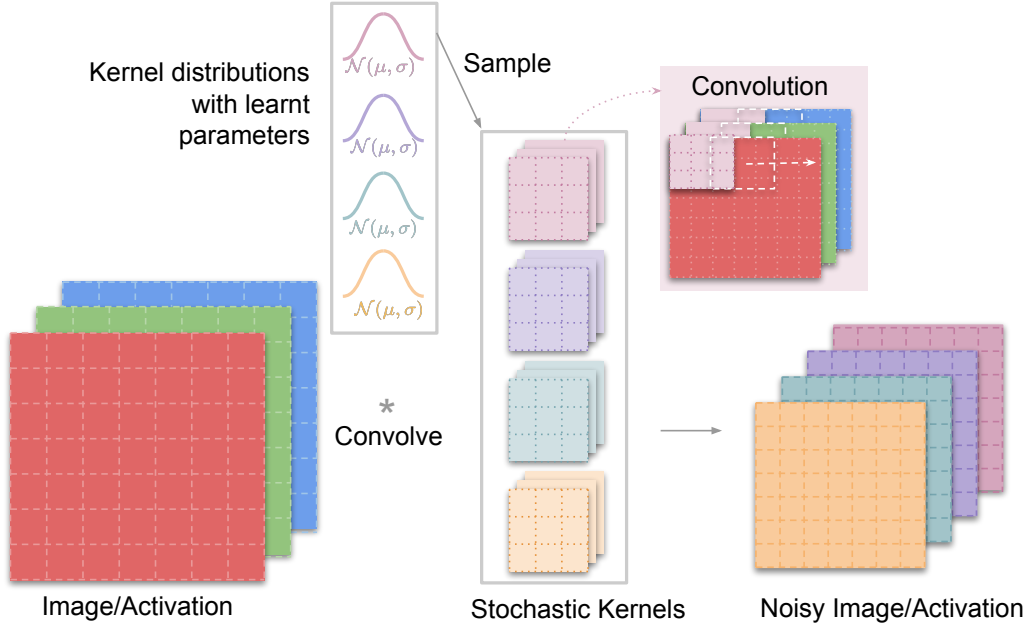 Kernel distributions
with learnt
parameters
𝒩(μ, σ)
𝒩(μ, σ)
𝒩(μ, σ)
𝒩(μ, σ)
Sample
Convolution
*
Convolve
Image/Activation
Stochastic Kernels
Noisy Image/Activation